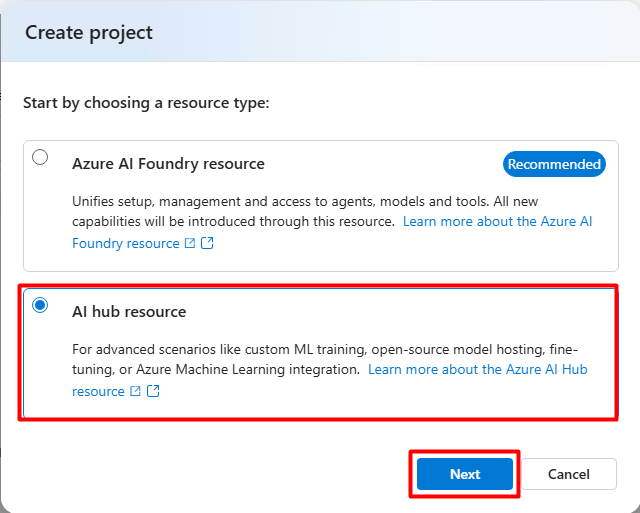 Create project
Start by choosing a resource type:
Azure AI Foundry resource
Recommended
Unifies setup, management and access to agents, models and tools. All new
capabilities will be introduced through this resource. Learn more about the Azure AI
Foundry resource
AI hub resource
For advanced scenarios like custom ML training, open-source model hosting, fine-
tuning, or Azure Machine Learning integration. Learn more about the Azure AI Hub
resource
Next
Cancel